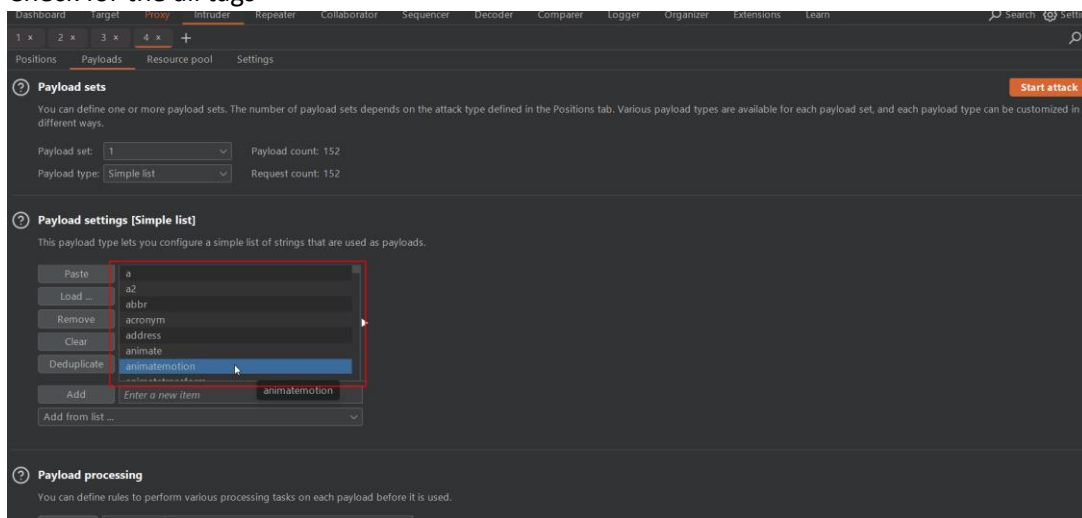 Check for the all tags
Dashboard Target Proxy Intruder Repeater Collaborator Sequencer Decoder Comparer Logger Organizer Extensions Learn Search
1 × 2 × 3 × 4 × +
Positions Payloads Resource pool Settings
Payload sets
Start attack
You can define one or more payload sets. The number of payload sets depends on the attack type defined in the Positions tab. Various payload types are available for each payload set, and each payload type can be customized in
different ways.
Payload set: 1 Payload count: 152
Payload type: Simple list Request count: 152
Payload settings [Simple list]
This payload type lets you configure a simple list of strings that are used as payloads.
Paste a
a2
Load ... abbr
Remove acronym
address
Clear animate
Deduplicate animatemotion
Add Enter a new item animatemotion
Add from list ...
Payload processing
You can define rules to perform various processing tasks on each payload before it is used.